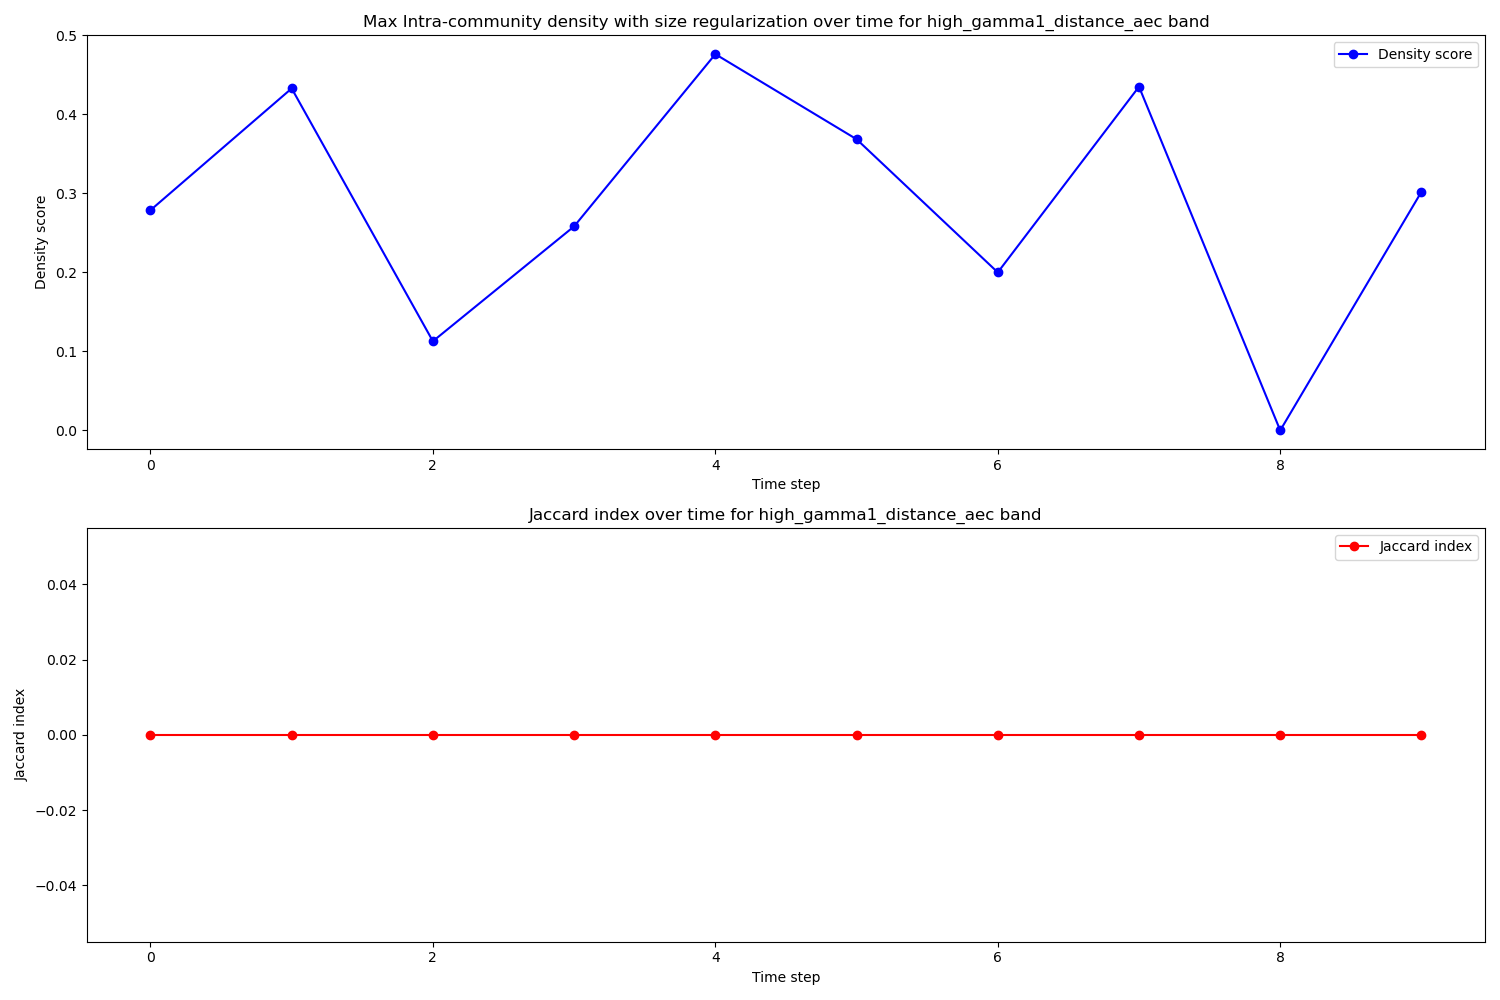 Max Intra-community density with size regularization over time for high_gamma1_distance_aec band
Density score
0.5
0.4
0.3
0.2
0.1
0.0
Density score
0 2 4 6 8
Time step
Jaccard index over time for high_gamma1_distance_aec band
Jaccard index
0.04
0.02
0.00
−0.02
−0.04
Jaccard index
0 2 4 6 8
Time step